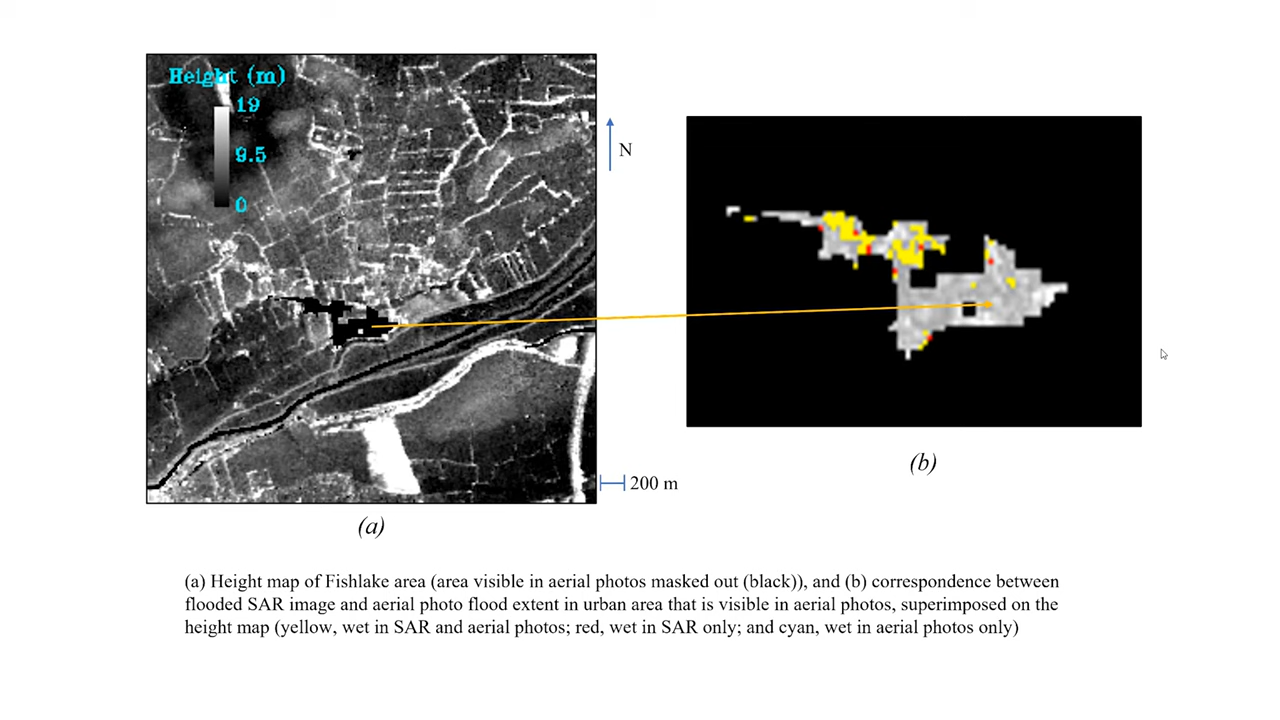 Height (m)
19
9.5
0
N
200 m
(a)
(b)
(a) Height map of Fishlake area (area visible in aerial photos masked out (black)), and (b) correspondence between
flooded SAR image and aerial photo flood extent in urban area that is visible in aerial photos, superimposed on the
height map (yellow, wet in SAR and aerial photos; red, wet in SAR only; and cyan, wet in aerial photos only)